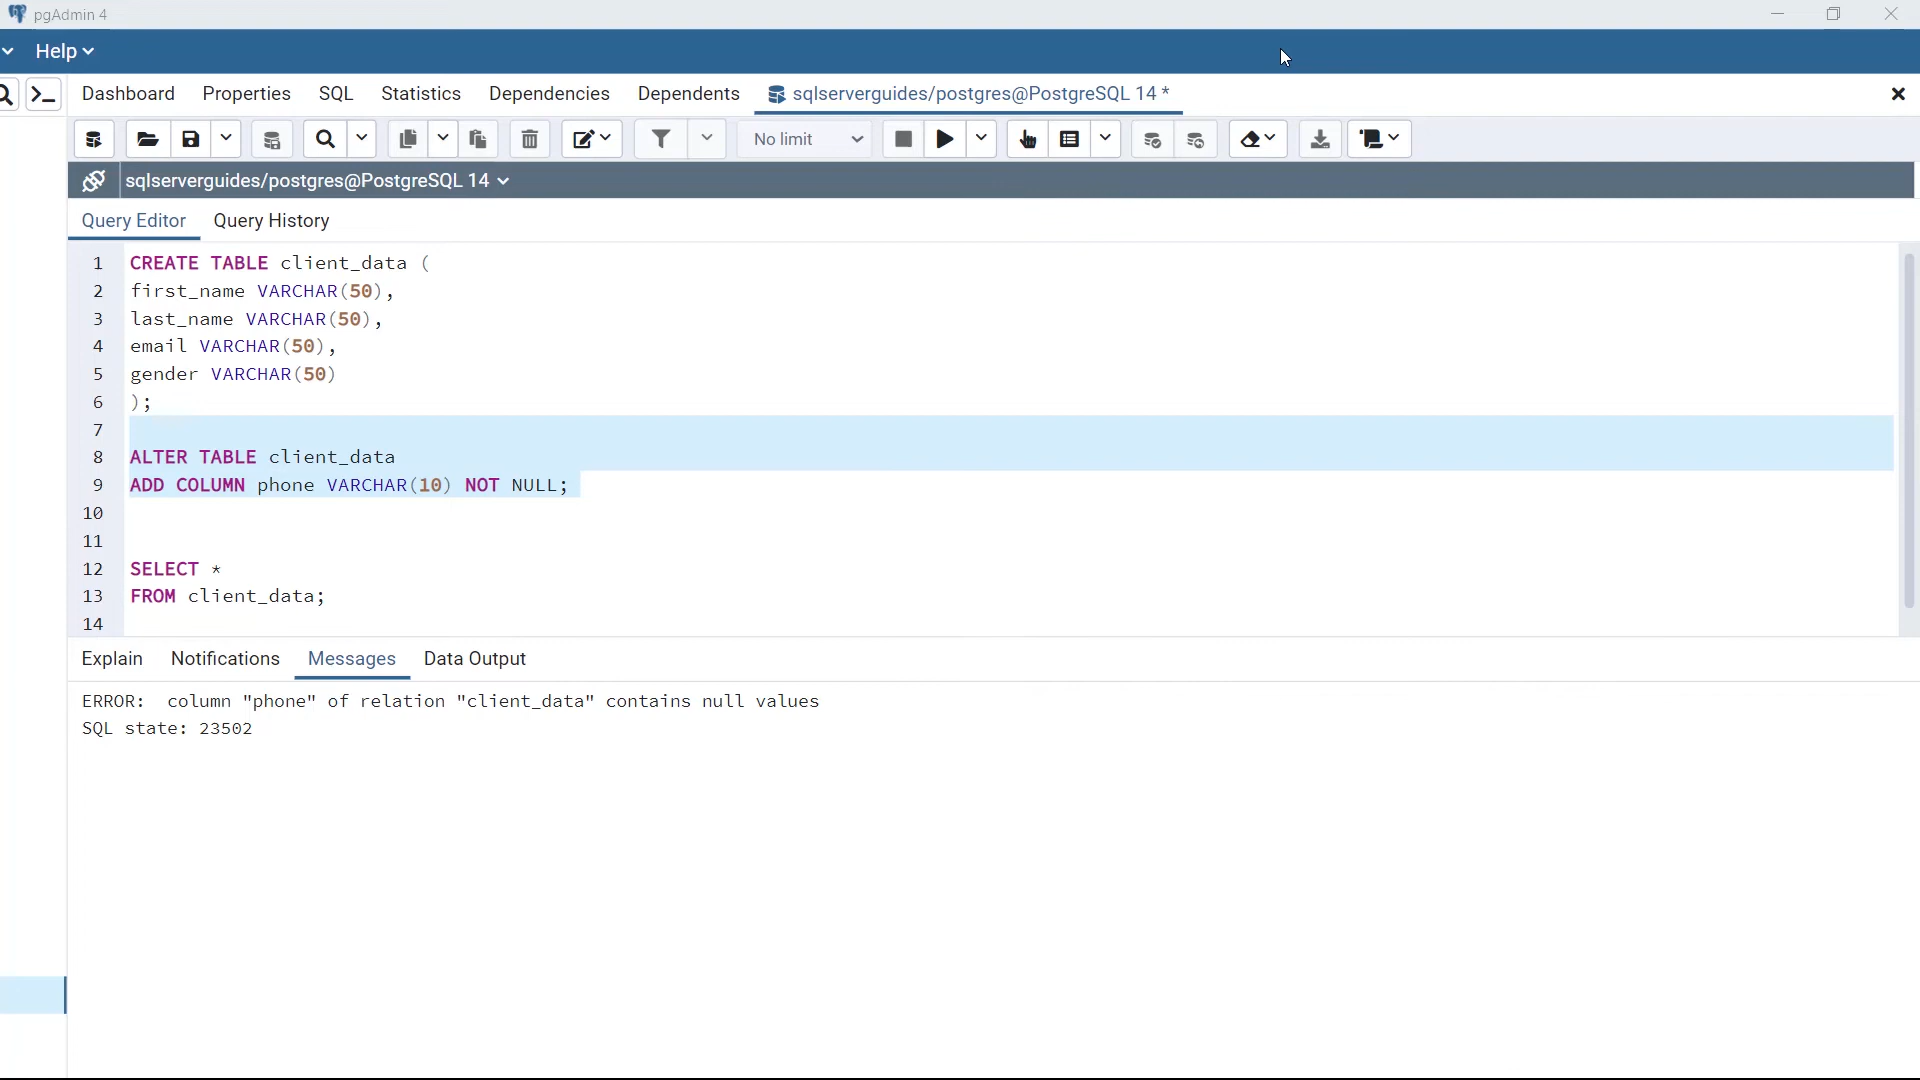 pgAdmin 4
Help
Dashboard Properties SQL Statistics Dependencies Dependents sqlserverguides/postgres@PostgreSQL 14 *
No limit
sqlserverguides/postgres@PostgreSQL 14
Query Editor Query History
1 CREATE TABLE client_data (
2 first_name VARCHAR(50),
3 last_name VARCHAR(50),
4 email VARCHAR(50),
5 gender VARCHAR(50)
6 );
7
8 ALTER TABLE client_data
9 ADD COLUMN phone VARCHAR(10) NOT NULL;
10
11
12 SELECT *
13 FROM client_data;
14
Explain Notifications Messages Data Output
ERROR: column "phone" of relation "client_data" contains null values
SQL state: 23502